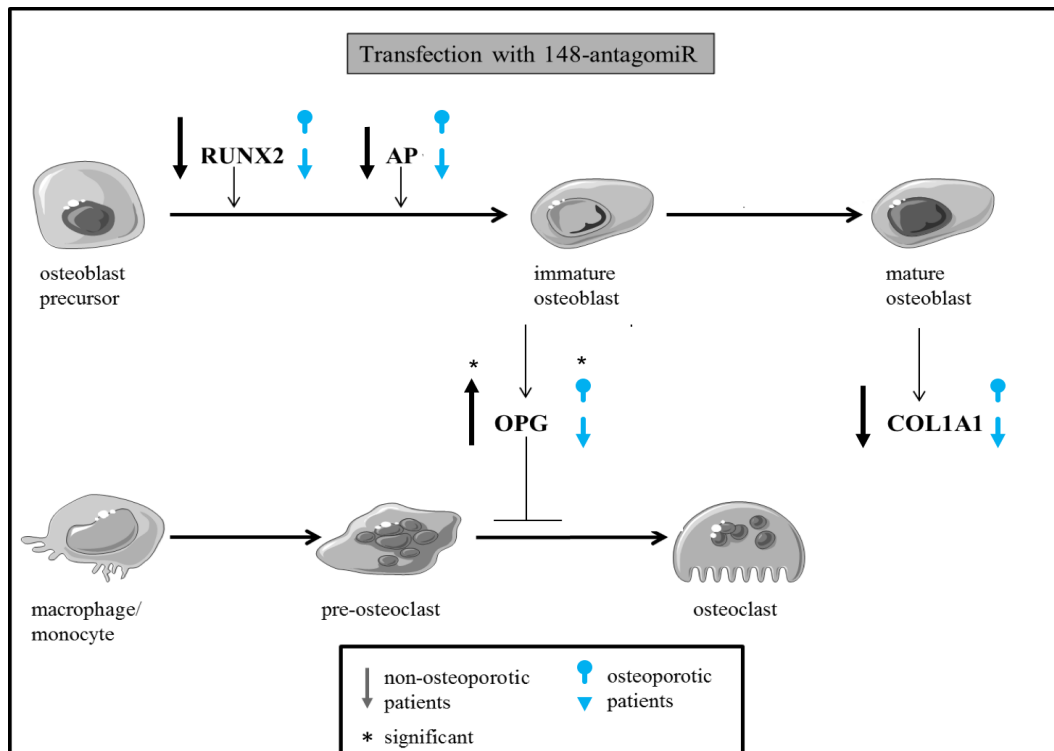 Transfection with 148-antagomiR
RUNX2
AP
osteoblast
precursor
immature
osteoblast
mature
osteoblast
*
*
OPG
COL1A1
macrophage/
monocyte
pre-osteoclast
osteoclast
non-osteoporotic
patients
osteoporotic
patients
* significant